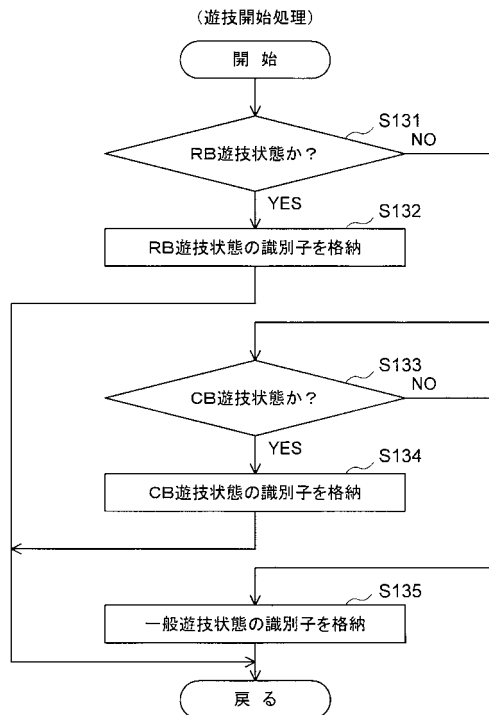 (遊技開始処理)
開 始
S131
RB遊技状態か?
NO
YES
S132
RB遊技状態の識別子を格納
S133
CB遊技状態か?
NO
YES
S134
CB遊技状態の識別子を格納
S135
一般遊技状態の識別子を格納
戻 る